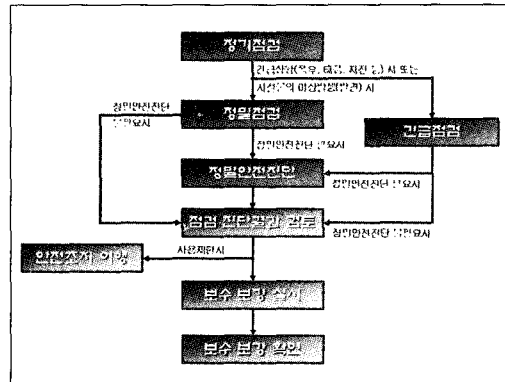 정기점검
긴급상황(폭우, 태풍, 지진 등) 시 또는
시설물의 이상발생(발견) 시
정밀안전진단
불필요시
정밀점검
긴급점검
정밀안전진단 필요시
정밀안전진단
정밀안전진단 필요시
점검 진단결과 검토
정밀안전진단 불필요시
사용제한시
안전조치 이행
보수 보강 실시
보수 보강 확인